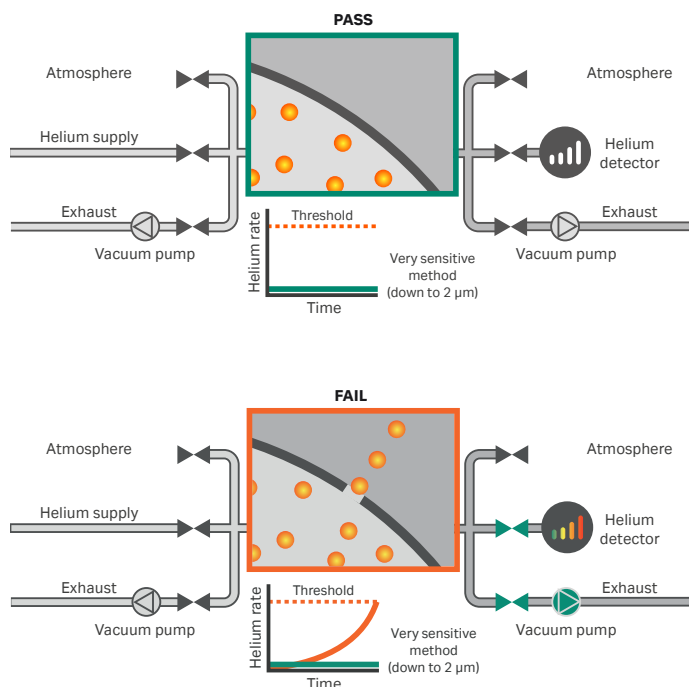 PASS
Atmosphere
Atmosphere
Helium supply
Helium
detector
Exhaust
Exhaust
Vacuum pump
Vacuum pump
Helium rate
Threshold
Very sensitive
method
(down to 2 µm)
Time
FAIL
Atmosphere
Atmosphere
Helium supply
Helium
detector
Exhaust
Exhaust
Vacuum pump
Vacuum pump
Helium rate
Threshold
Very sensitive
method
(down to 2 µm)
Time